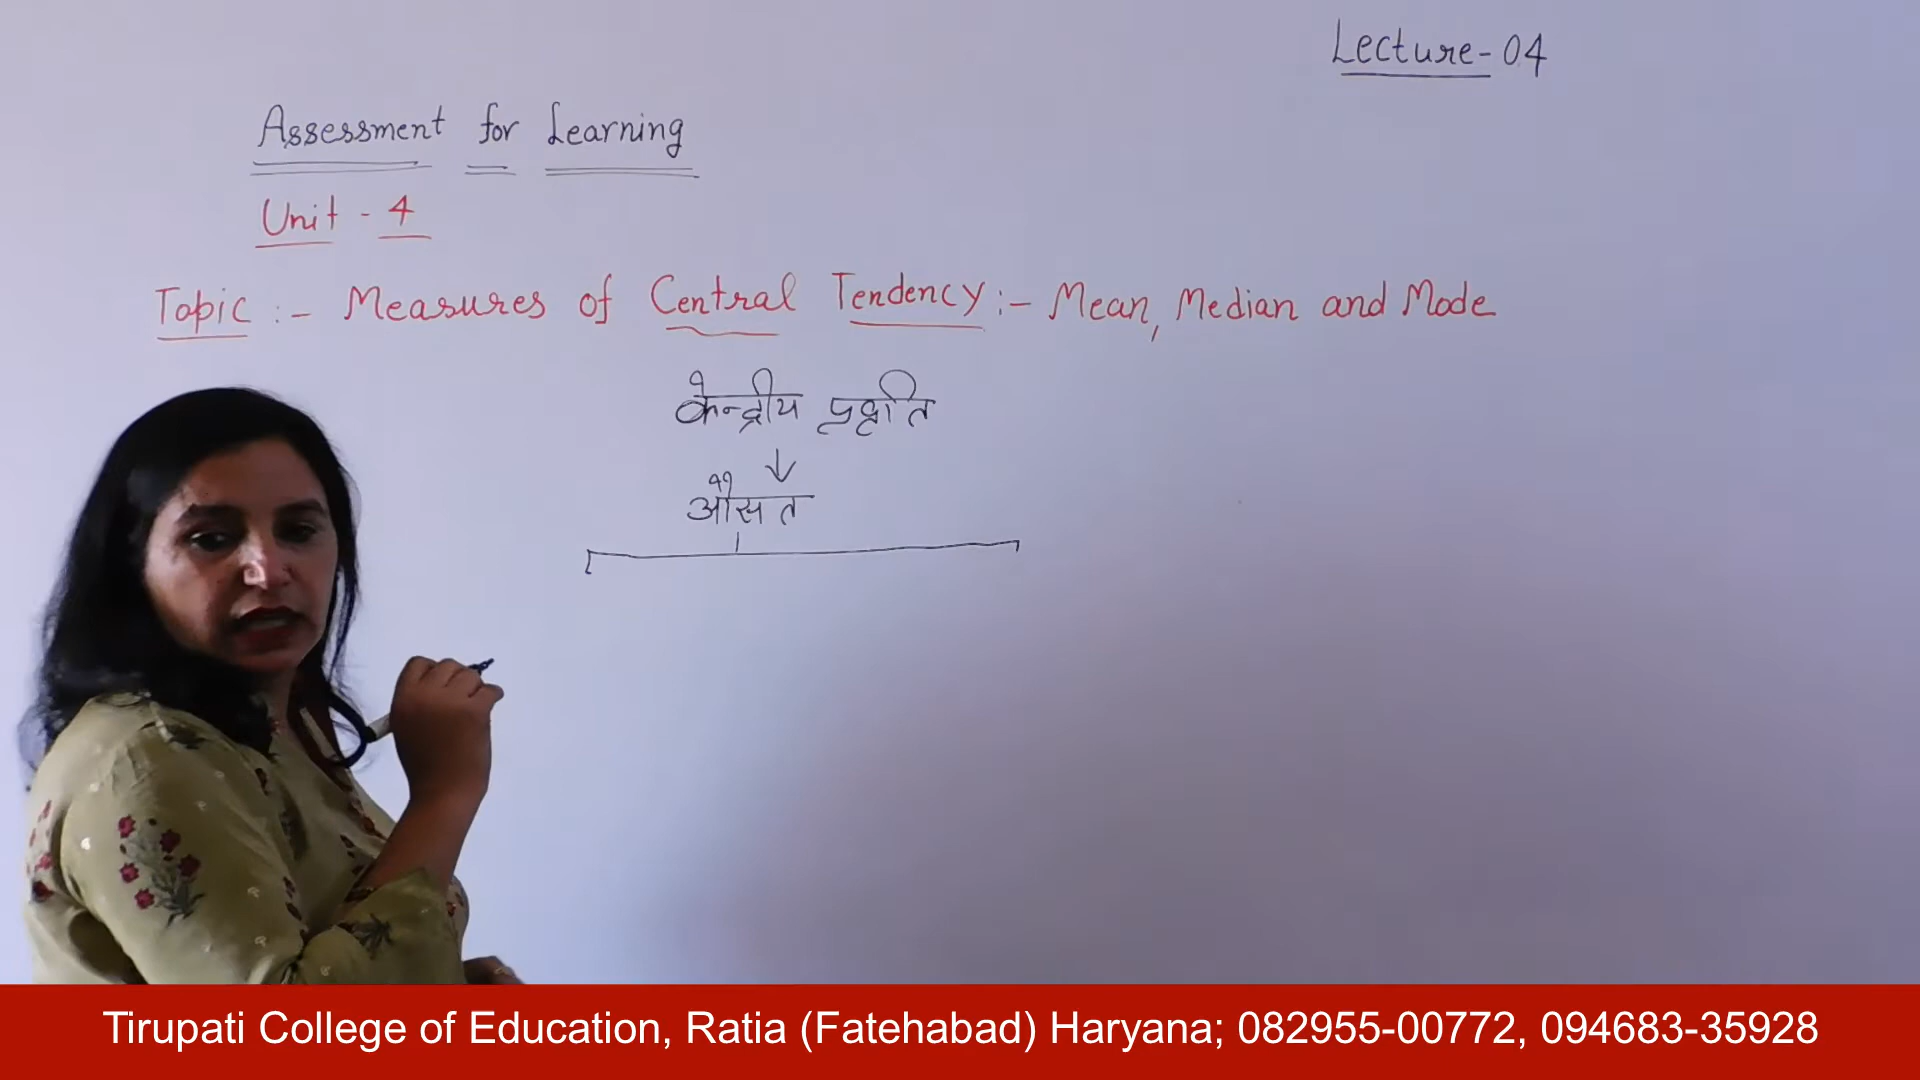 Lecture-04
Assessment for Learning
Unit - 4
Topic :- Measures of Central Tendency :- Mean, Median and Mode
केन्द्रीय प्रवृति
औसत
Tirupati College of Education, Ratia (Fatehabad) Haryana; 082955-00772, 094683-35928